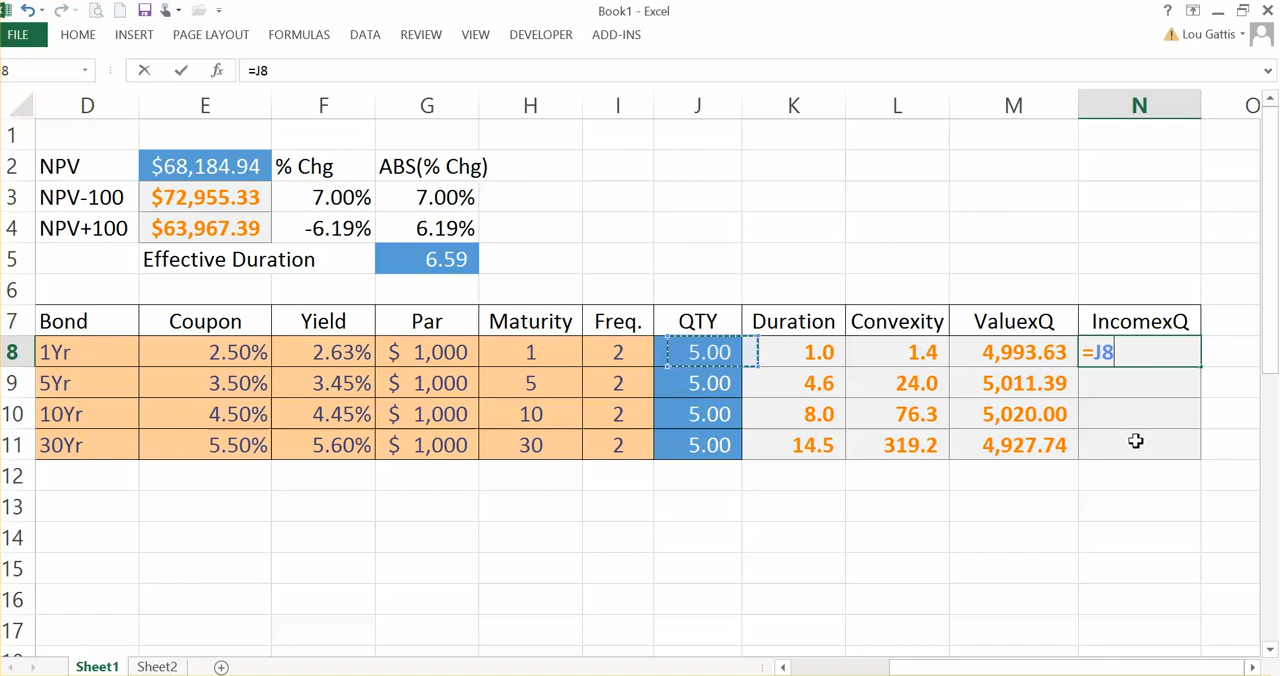 Book1 - Excel
?
FILE HOME INSERT PAGE LAYOUT FORMULAS DATA REVIEW VIEW DEVELOPER ADD-INS Lou Gattis
8 fx =J8
D E F G H I J K L M N O
1
2 NPV $68,184.94 % Chg ABS(% Chg)
3 NPV-100 $72,955.33 7.00% 7.00%
4 NPV+100 $63,967.39 -6.19% 6.19%
5 Effective Duration 6.59
6
7 Bond Coupon Yield Par Maturity Freq. QTY Duration Convexity ValuexQ IncomexQ
8 1Yr 2.50% 2.63% $ 1,000 1 2 5.00 1.0 1.4 4,993.63 =J8
9 5Yr 3.50% 3.45% $ 1,000 5 2 5.00 4.6 24.0 5,011.39
10 10Yr 4.50% 4.45% $ 1,000 10 2 5.00 8.0 76.3 5,020.00
11 30Yr 5.50% 5.60% $ 1,000 30 2 5.00 14.5 319.2 4,927.74
12
13
14
15
16
17
Sheet1 Sheet2